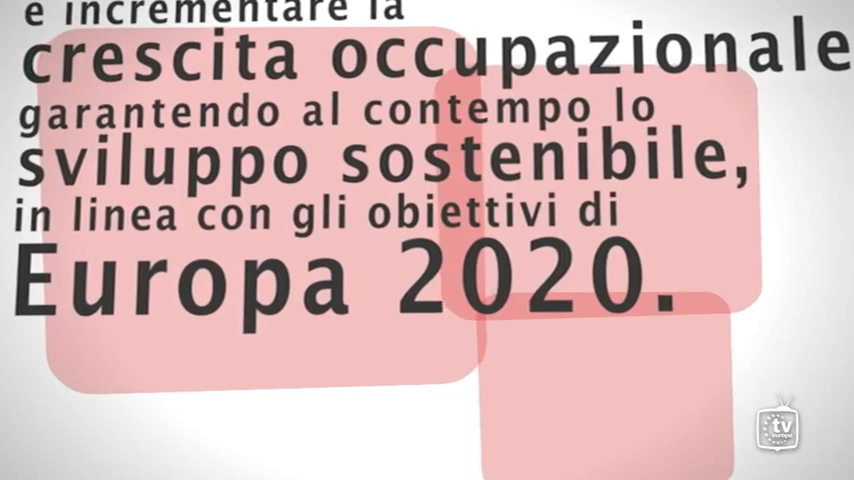 e incrementare la
crescita occupazionale
garantendo al contempo lo
sviluppo sostenibile,
in linea con gli obiettivi di
Europa 2020.
tv
europa